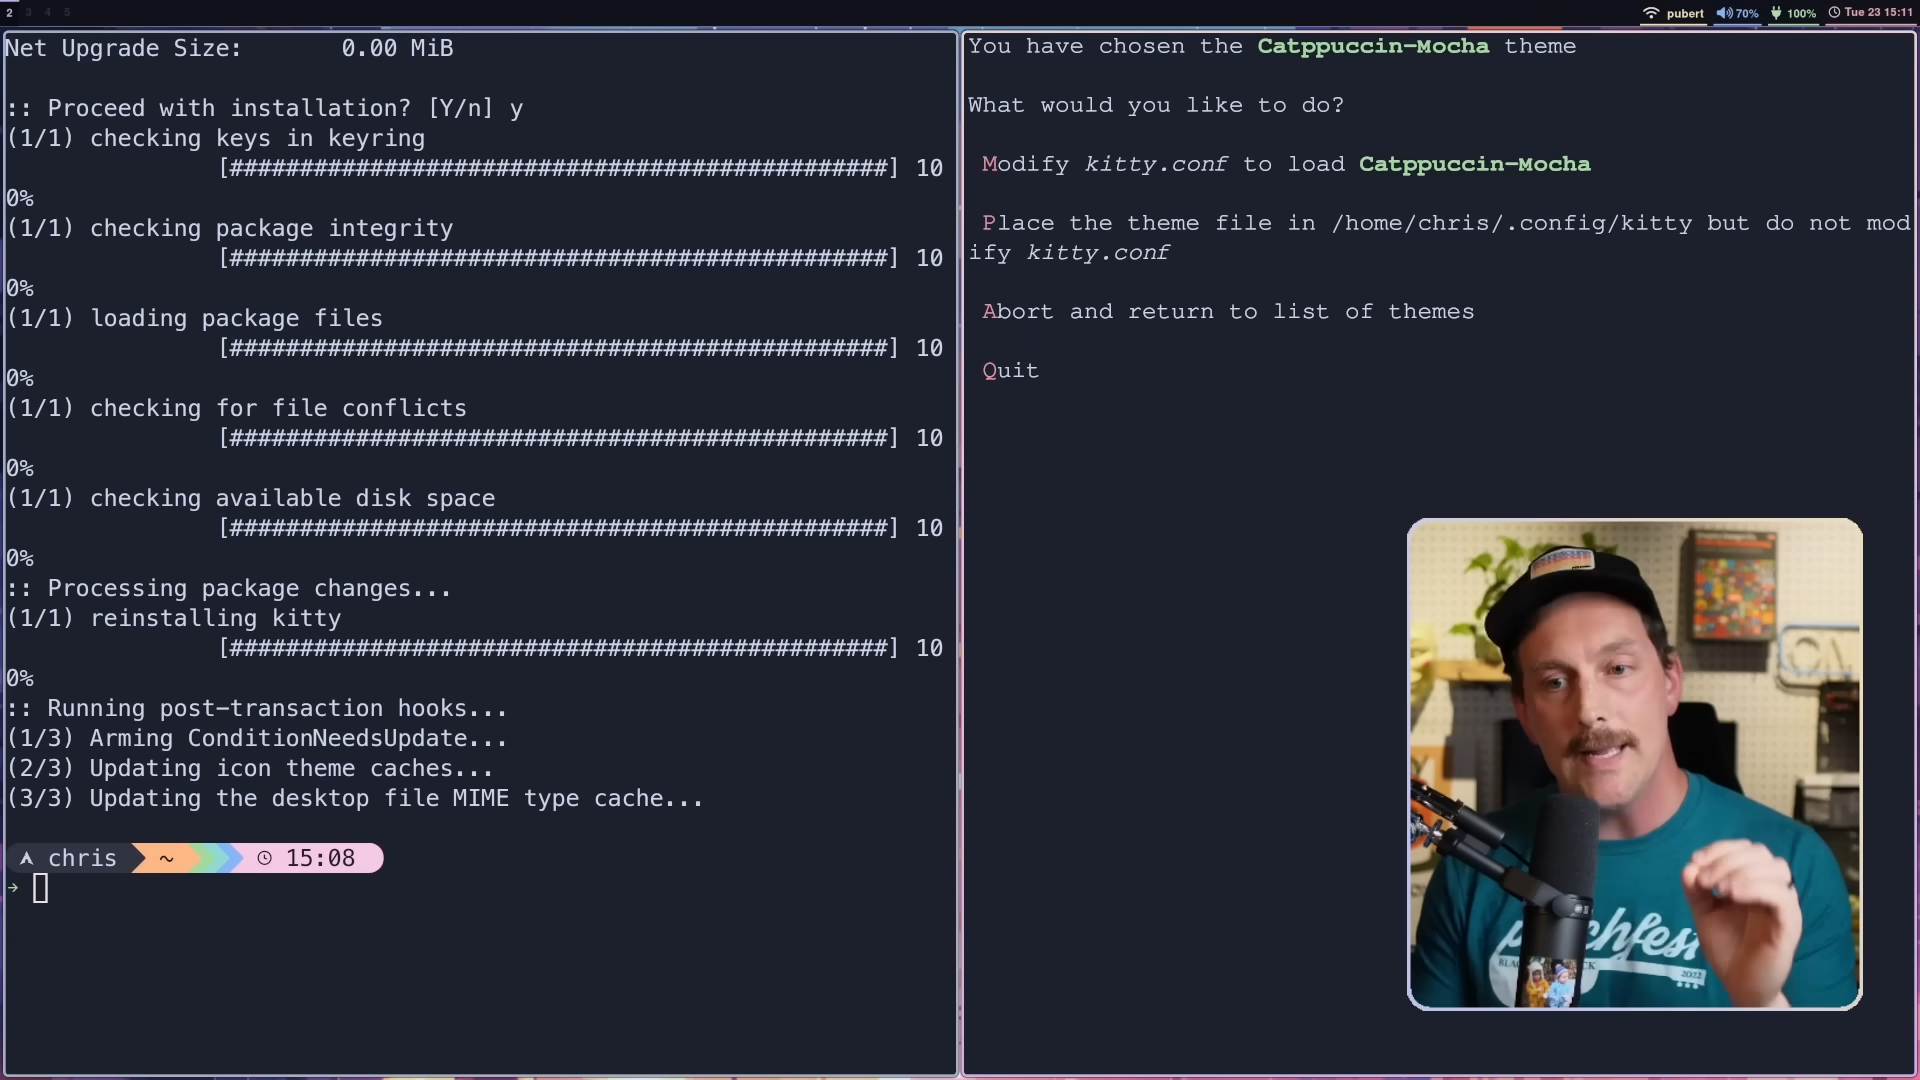 2 3 4 5
pubert 70% 100% Tue 23 15:11
Net Upgrade Size: 0.00 MiB
:: Proceed with installation? [Y/n] y
(1/1) checking keys in keyring
[###############################################] 10
0%
(1/1) checking package integrity
[###############################################] 10
0%
(1/1) loading package files
[###############################################] 10
0%
(1/1) checking for file conflicts
[###############################################] 10
0%
(1/1) checking available disk space
[###############################################] 10
0%
:: Processing package changes...
(1/1) reinstalling kitty
[###############################################] 10
0%
:: Running post-transaction hooks...
(1/3) Arming ConditionNeedsUpdate...
(2/3) Updating icon theme caches...
(3/3) Updating the desktop file MIME type cache...
chris ~ 15:08
→
You have chosen the Catppuccin-Mocha theme
What would you like to do?
Modify kitty.conf to load Catppuccin-Mocha
Place the theme file in /home/chris/.config/kitty but do not mod
ify kitty.conf
Abort and return to list of themes
Quit
2022